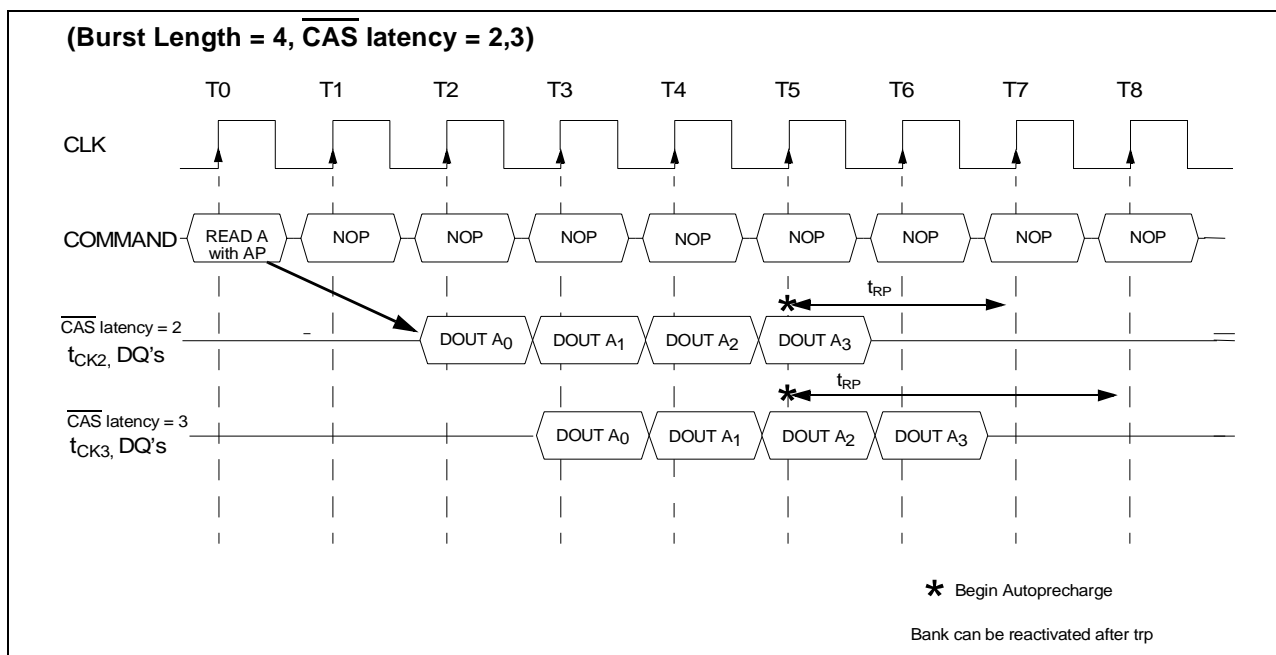 (Burst Length = 4, CAS latency = 2,3)
T0 T1 T2 T3 T4 T5 T6 T7 T8
CLK
COMMAND
READ A
with AP
NOP NOP NOP NOP NOP NOP NOP NOP
tRP
*
CAS latency = 2
tCK2, DQ's
DOUT A0 DOUT A1 DOUT A2 DOUT A3
tRP
*
CAS latency = 3
tCK3, DQ's
DOUT A0 DOUT A1 DOUT A2 DOUT A3
* Begin Autoprecharge
Bank can be reactivated after trp